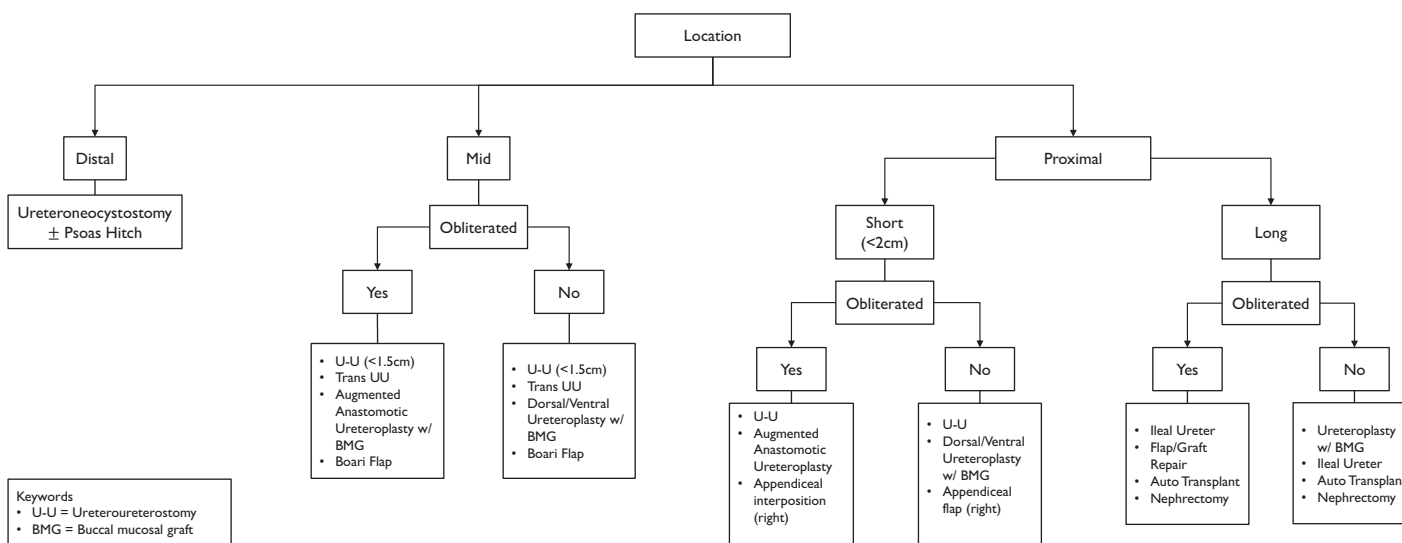 Location
Distal
Mid
Proximal
Ureteroneocystostomy
± Psoas Hitch
Obliterated
Short
(<2cm)
Long
Yes
No
Obliterated
Obliterated
• U-U (<1.5cm)
• Trans UU
• Augmented
Anastomotic
Ureteroplasty w/
BMG
• Boari Flap
• U-U (<1.5cm)
• Trans UU
• Dorsal/Ventral
Ureteroplasty w/
BMG
• Boari Flap
Yes
No
Yes
No
• U-U
• Augmented
Anastomotic
Ureteroplasty
• Appendiceal
interposition
(right)
• U-U
• Dorsal/Ventral
Ureteroplasty
w/ BMG
• Appendiceal
flap (right)
• Ileal Ureter
• Flap/Graft
Repair
• Auto Transplant
• Nephrectomy
• Ureteroplasty
w/ BMG
• Ileal Ureter
• Auto Transplant
• Nephrectomy
Keywords
• U-U = Ureteroureterostomy
• BMG = Buccal mucosal graft